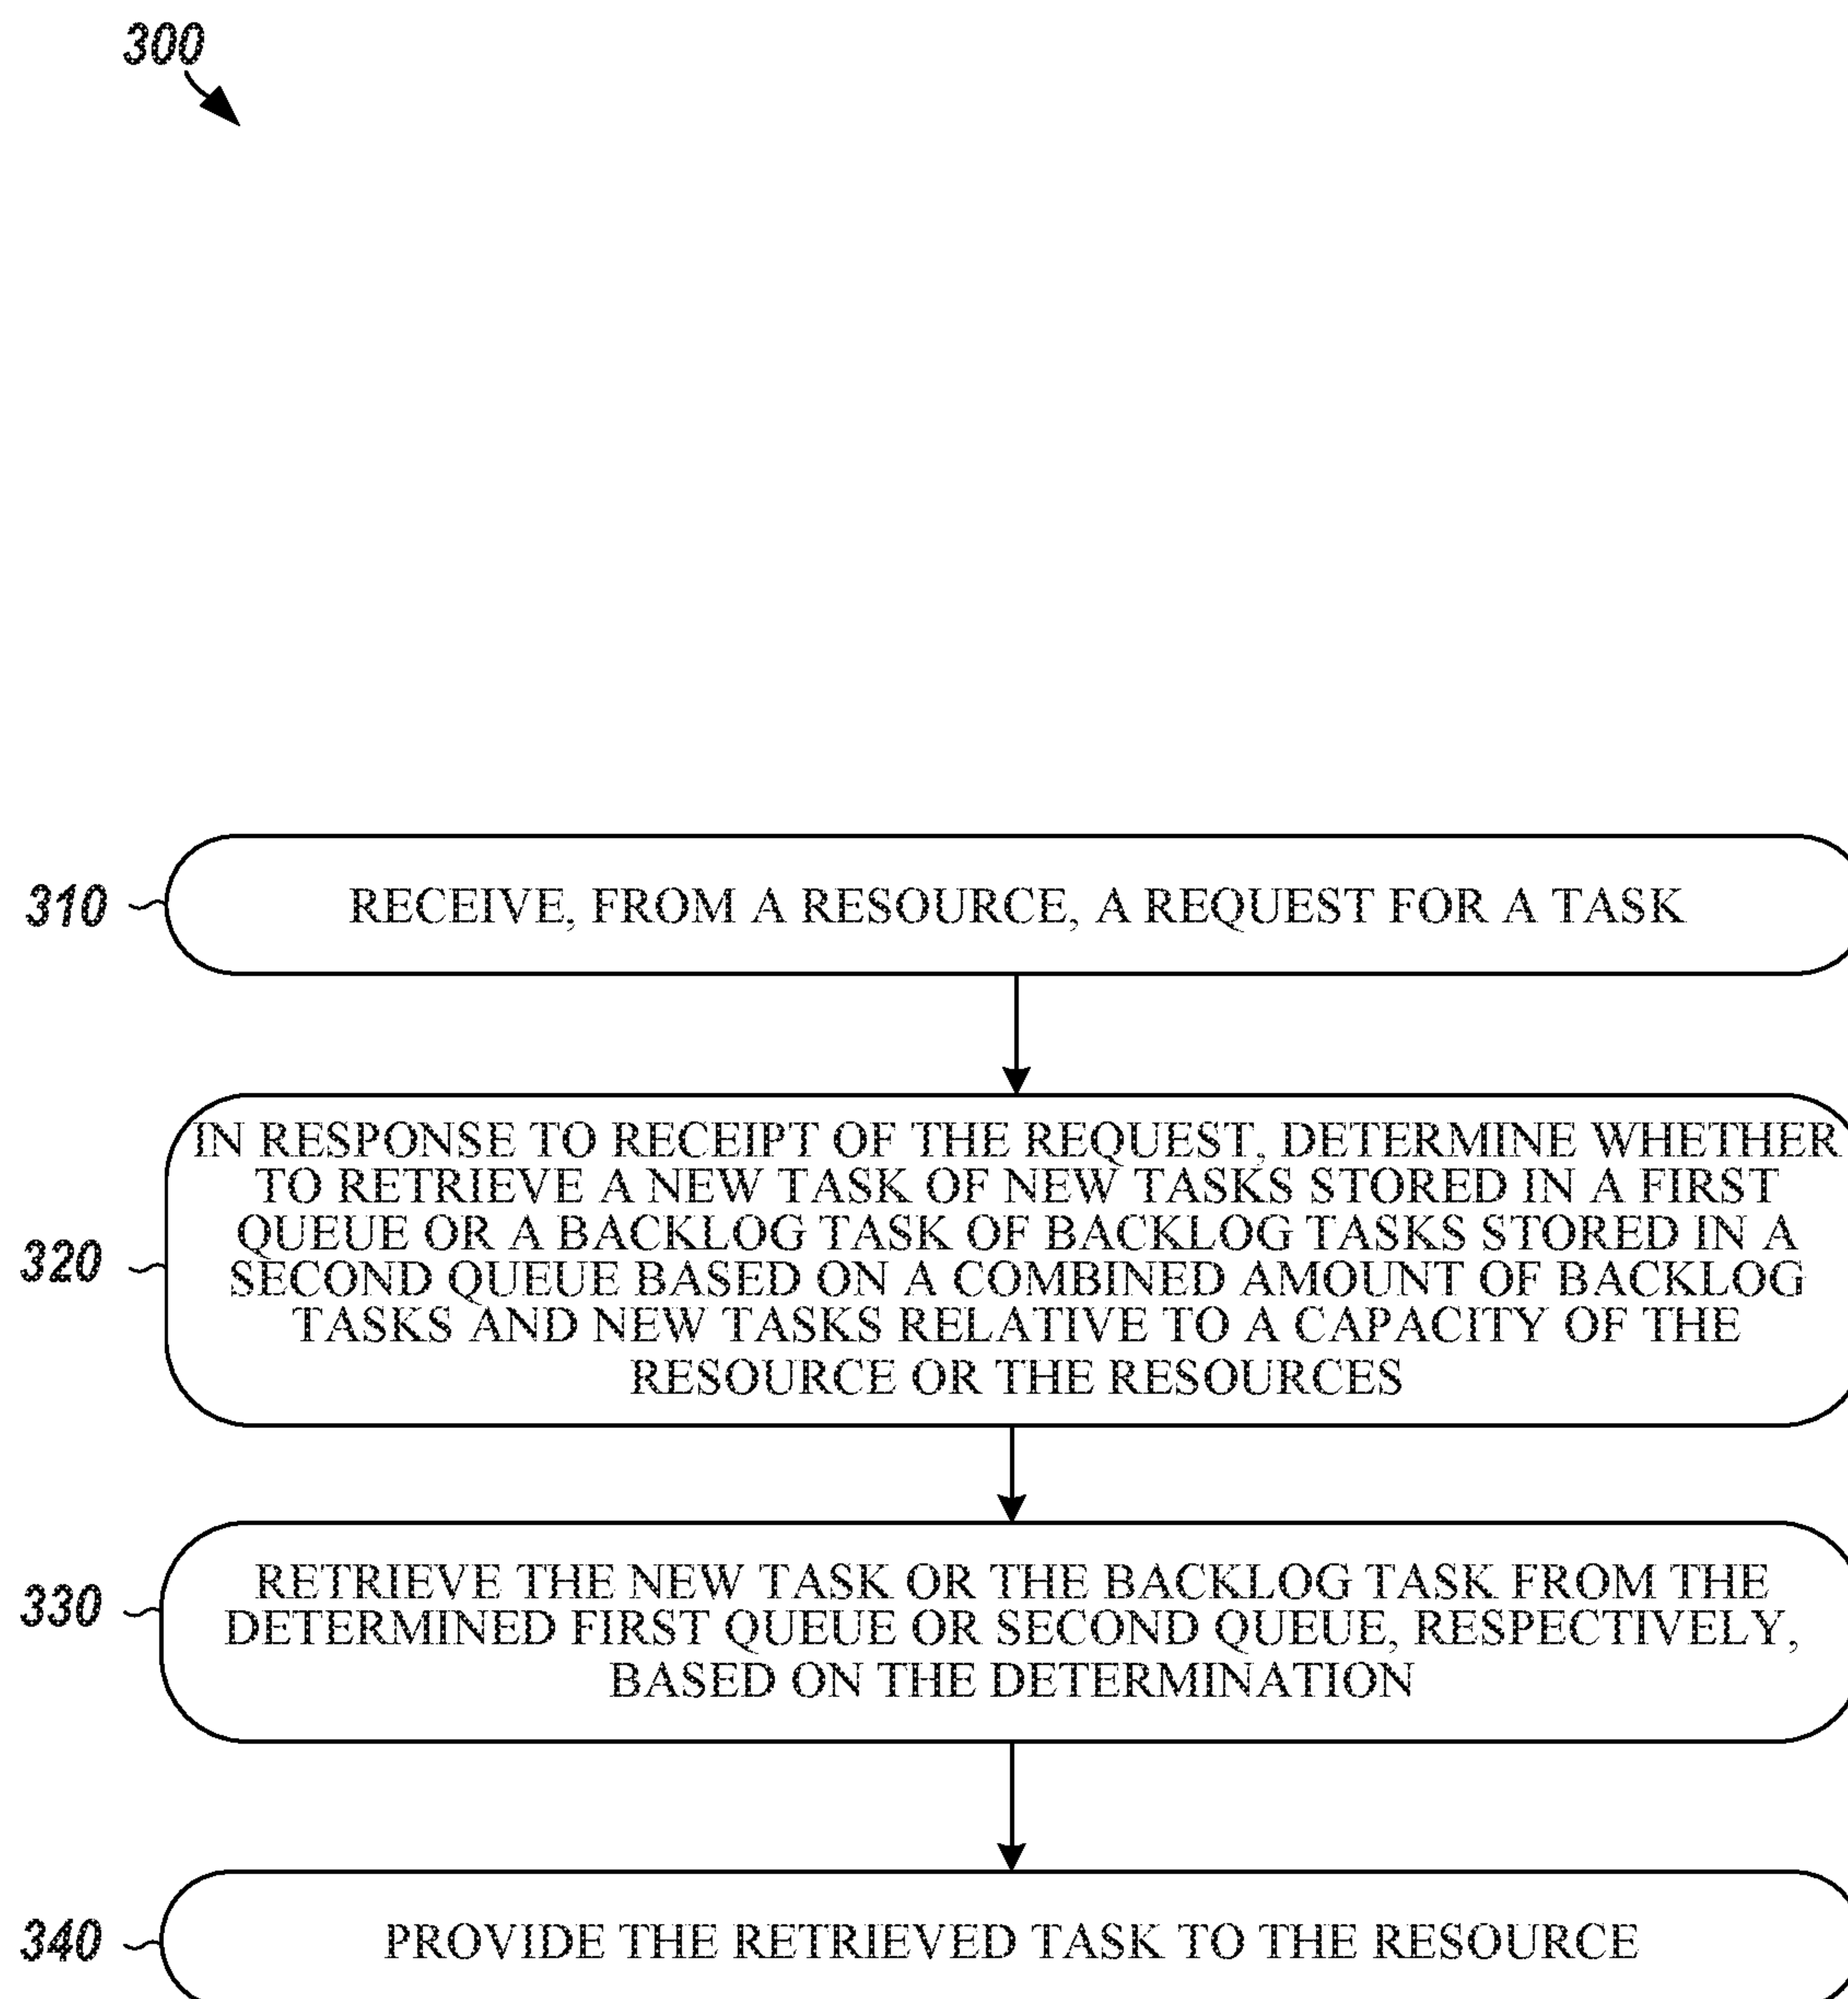 300
310
RECEIVE, FROM A RESOURCE, A REQUEST FOR A TASK
320
IN RESPONSE TO RECEIPT OF THE REQUEST, DETERMINE WHETHER
TO RETRIEVE A NEW TASK OF NEW TASKS STORED IN A FIRST
QUEUE OR A BACKLOG TASK OF BACKLOG TASKS STORED IN A
SECOND QUEUE BASED ON A COMBINED AMOUNT OF BACKLOG
TASKS AND NEW TASKS RELATIVE TO A CAPACITY OF THE
RESOURCE OR THE RESOURCES
330
RETRIEVE THE NEW TASK OR THE BACKLOG TASK FROM THE
DETERMINED FIRST QUEUE OR SECOND QUEUE, RESPECTIVELY,
BASED ON THE DETERMINATION
340
PROVIDE THE RETRIEVED TASK TO THE RESOURCE